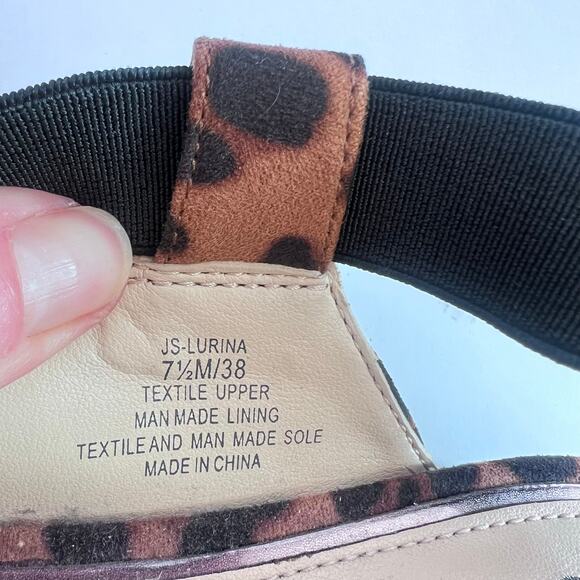 JS-LURINA
7½M/38
TEXTILE UPPER
MAN MADE LINING
TEXTILE AND MAN MADE SOLE
MADE IN CHINA